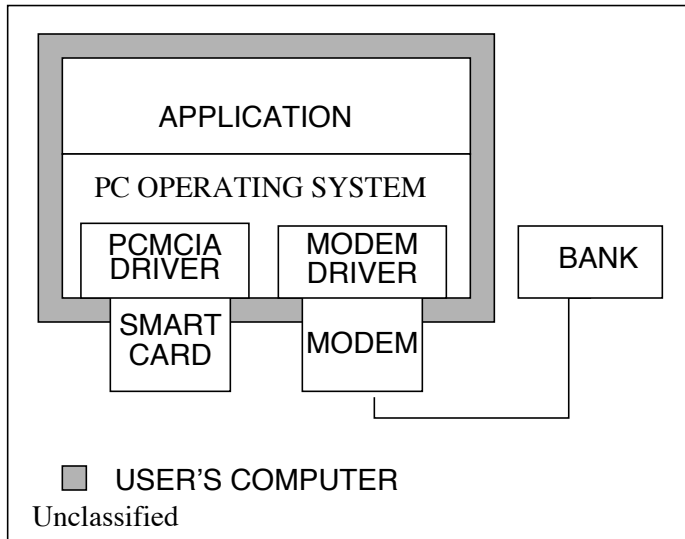 APPLICATION
PC OPERATING SYSTEM
PCMCIA
DRIVER
MODEM
DRIVER
BANK
SMART
CARD
MODEM
USER'S COMPUTER
Unclassified